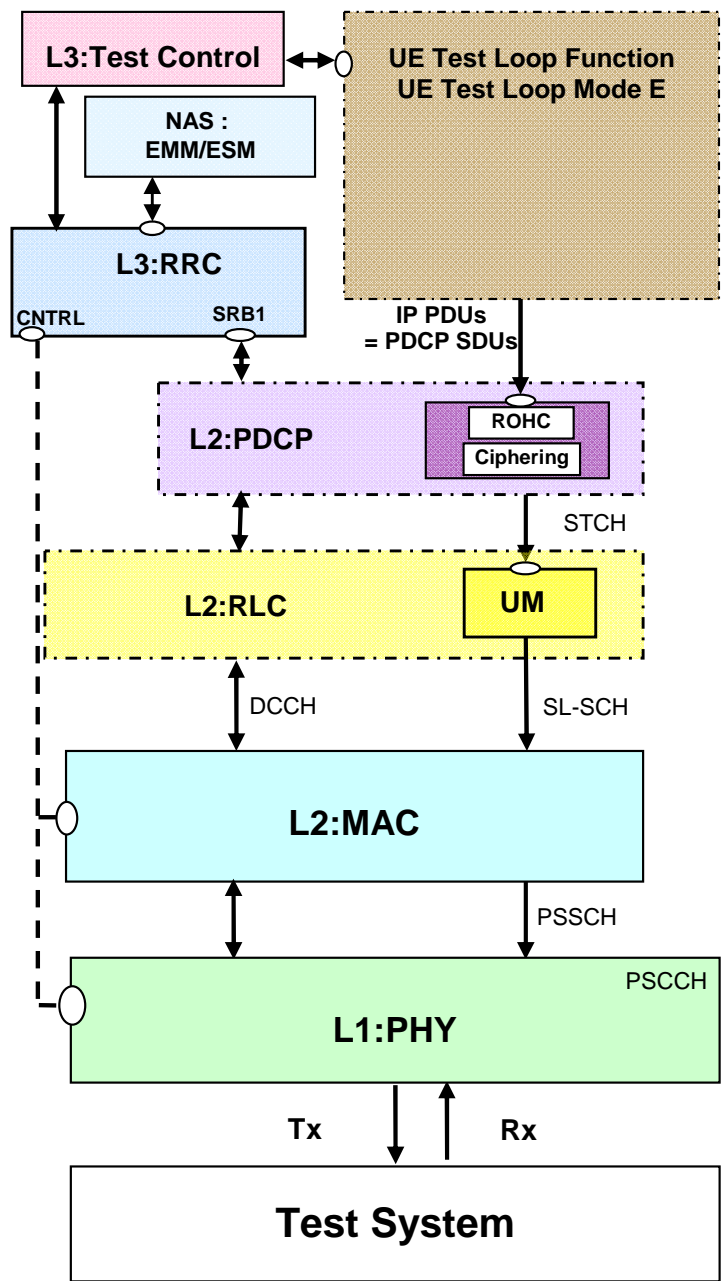 L3:Test Control
UE Test Loop Function
UE Test Loop Mode E
NAS :
EMM/ESM
L3:RRC
CNTRL
SRB1
IP PDUs
= PDCP SDUs
L2:PDCP
ROHC
Ciphering
STCH
L2:RLC
UM
DCCH
SL-SCH
L2:MAC
PSSCH
PSCCH
L1:PHY
Tx
Rx
Test System